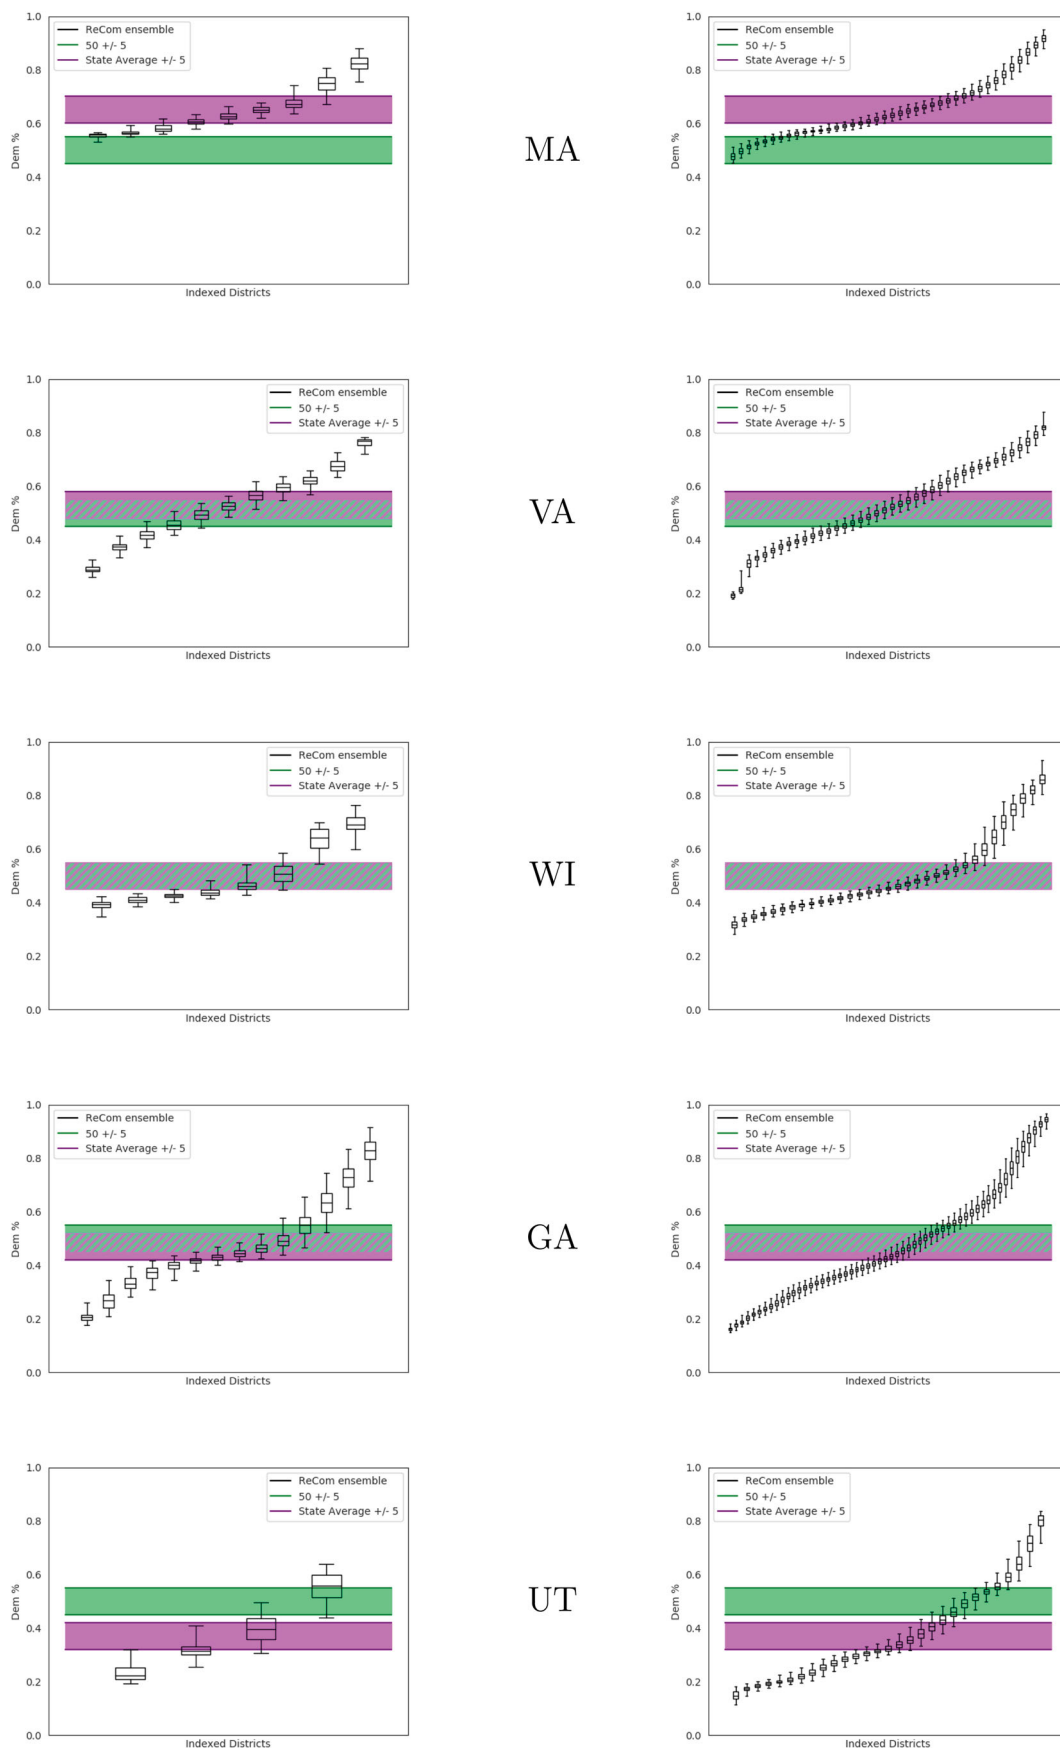 1.0
0.8
0.6
0.4
0.2
0.0
Dem %
ReCom ensemble
50 +/- 5
State Average +/- 5
Indexed Districts
MA
1.0
0.8
0.6
0.4
0.2
0.0
Dem %
ReCom ensemble
50 +/- 5
State Average +/- 5
Indexed Districts
1.0
0.8
0.6
0.4
0.2
0.0
Dem %
ReCom ensemble
50 +/- 5
State Average +/- 5
Indexed Districts
VA
1.0
0.8
0.6
0.4
0.2
0.0
Dem %
ReCom ensemble
50 +/- 5
State Average +/- 5
Indexed Districts
1.0
0.8
0.6
0.4
0.2
0.0
Dem %
ReCom ensemble
50 +/- 5
State Average +/- 5
Indexed Districts
WI
1.0
0.8
0.6
0.4
0.2
0.0
Dem %
ReCom ensemble
50 +/- 5
State Average +/- 5
Indexed Districts
1.0
0.8
0.6
0.4
0.2
0.0
Dem %
ReCom ensemble
50 +/- 5
State Average +/- 5
Indexed Districts
GA
1.0
0.8
0.6
0.4
0.2
0.0
Dem %
ReCom ensemble
50 +/- 5
State Average +/- 5
Indexed Districts
1.0
0.8
0.6
0.4
0.2
0.0
Dem %
ReCom ensemble
50 +/- 5
State Average +/- 5
Indexed Districts
UT
1.0
0.8
0.6
0.4
0.2
0.0
Dem %
ReCom ensemble
50 +/- 5
State Average +/- 5
Indexed Districts